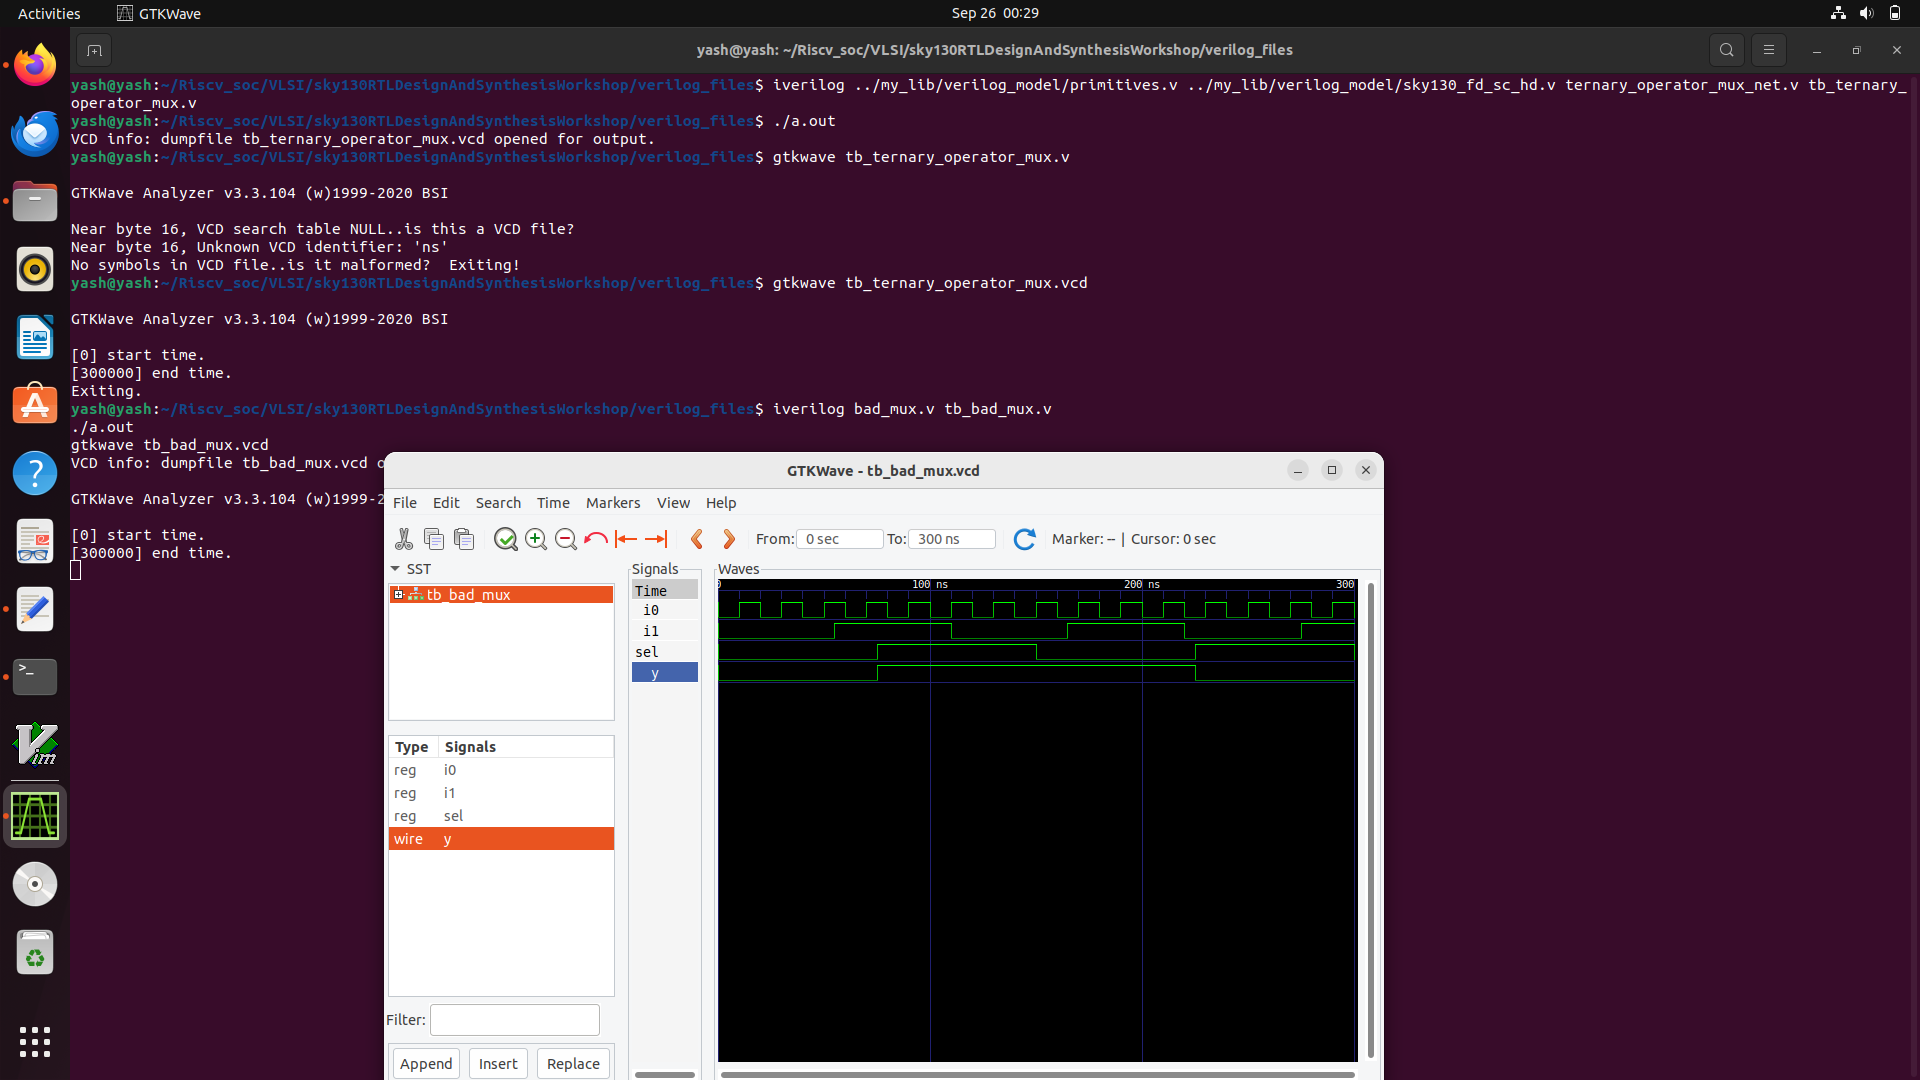 Activities
GTKWave
Sep 26 00:29
yash@yash: ~/Riscv_soc/VLSI/sky130RTLDesignAndSynthesisWorkshop/verilog_files
yash@yash:~/Riscv_soc/VLSI/sky130RTLDesignAndSynthesisWorkshop/verilog_files$ iverilog ../my_lib/verilog_model/primitives.v ../my_lib/verilog_model/sky130_fd_sc_hd.v ternary_operator_mux_net.v tb_ternary_
operator_mux.v
yash@yash:~/Riscv_soc/VLSI/sky130RTLDesignAndSynthesisWorkshop/verilog_files$ ./a.out
VCD info: dumpfile tb_ternary_operator_mux.vcd opened for output.
yash@yash:~/Riscv_soc/VLSI/sky130RTLDesignAndSynthesisWorkshop/verilog_files$ gtkwave tb_ternary_operator_mux.v
GTKWave Analyzer v3.3.104 (w)1999-2020 BSI
Near byte 16, VCD search table NULL..is this a VCD file?
Near byte 16, Unknown VCD identifier: 'ns'
No symbols in VCD file..is it malformed?  Exiting!
yash@yash:~/Riscv_soc/VLSI/sky130RTLDesignAndSynthesisWorkshop/verilog_files$ gtkwave tb_ternary_operator_mux.vcd
GTKWave Analyzer v3.3.104 (w)1999-2020 BSI
[0] start time.
[300000] end time.
Exiting.
yash@yash:~/Riscv_soc/VLSI/sky130RTLDesignAndSynthesisWorkshop/verilog_files$ iverilog bad_mux.v tb_bad_mux.v
./a.out
gtkwave tb_bad_mux.vcd
VCD info: dumpfile tb_bad_mux.vcd o
GTKWave Analyzer v3.3.104 (w)1999-2
[0] start time.
[300000] end time.
GTKWave - tb_bad_mux.vcd
File Edit Search Time Markers View Help
From: 0 sec To: 300 ns Marker: -- | Cursor: 0 sec
SST
tb_bad_mux
Type Signals
reg i0
reg i1
reg sel
wire y
Filter:
Append Insert Replace
Signals
Time
i0
i1
sel
y
Waves
0 100 ns 200 ns 300